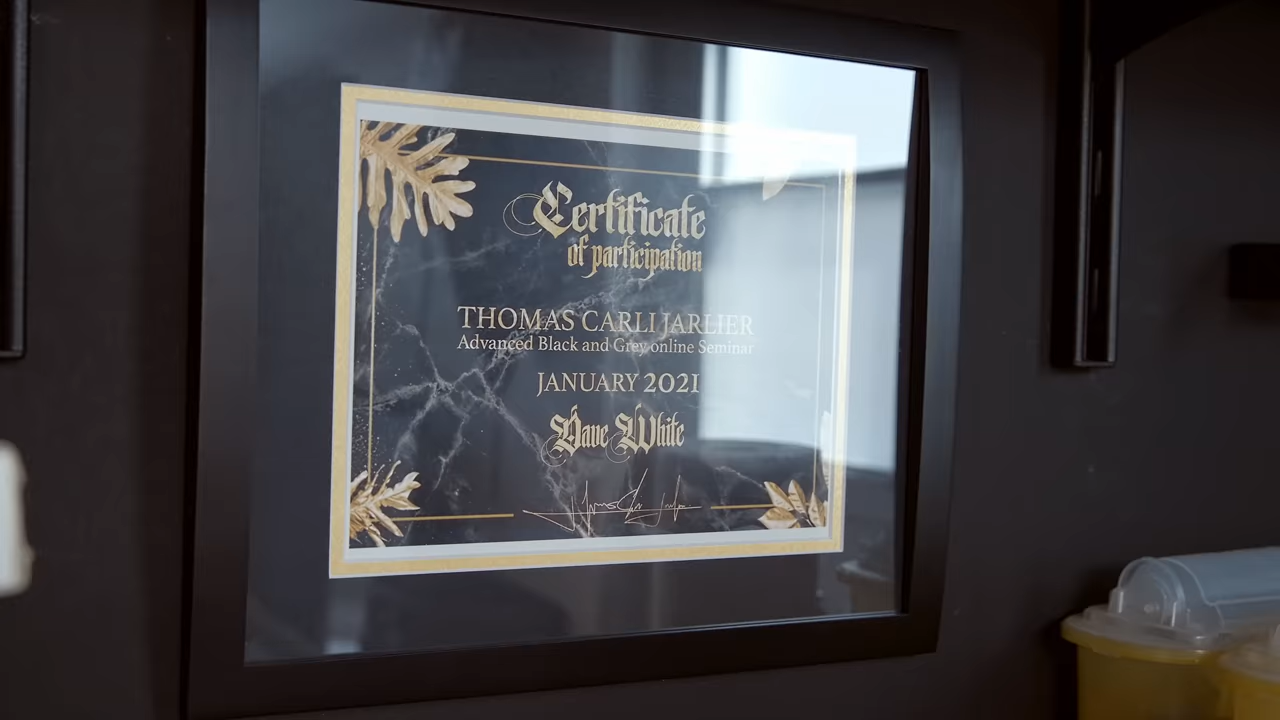 Certificate
of participation
THOMAS CARLI JARLIER
Advanced Black and Grey online Seminar
JANUARY 2021
Dave White